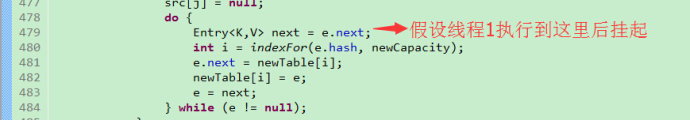 477 src[j] = null;
478 do {
479 Entry<K,V> next = e.next; 假设线程1执行到这里后挂起
480 int i = indexFor(e.hash, newCapacity);
481 e.next = newTable[i];
482 newTable[i] = e;
483 e = next;
484 } while (e != null);